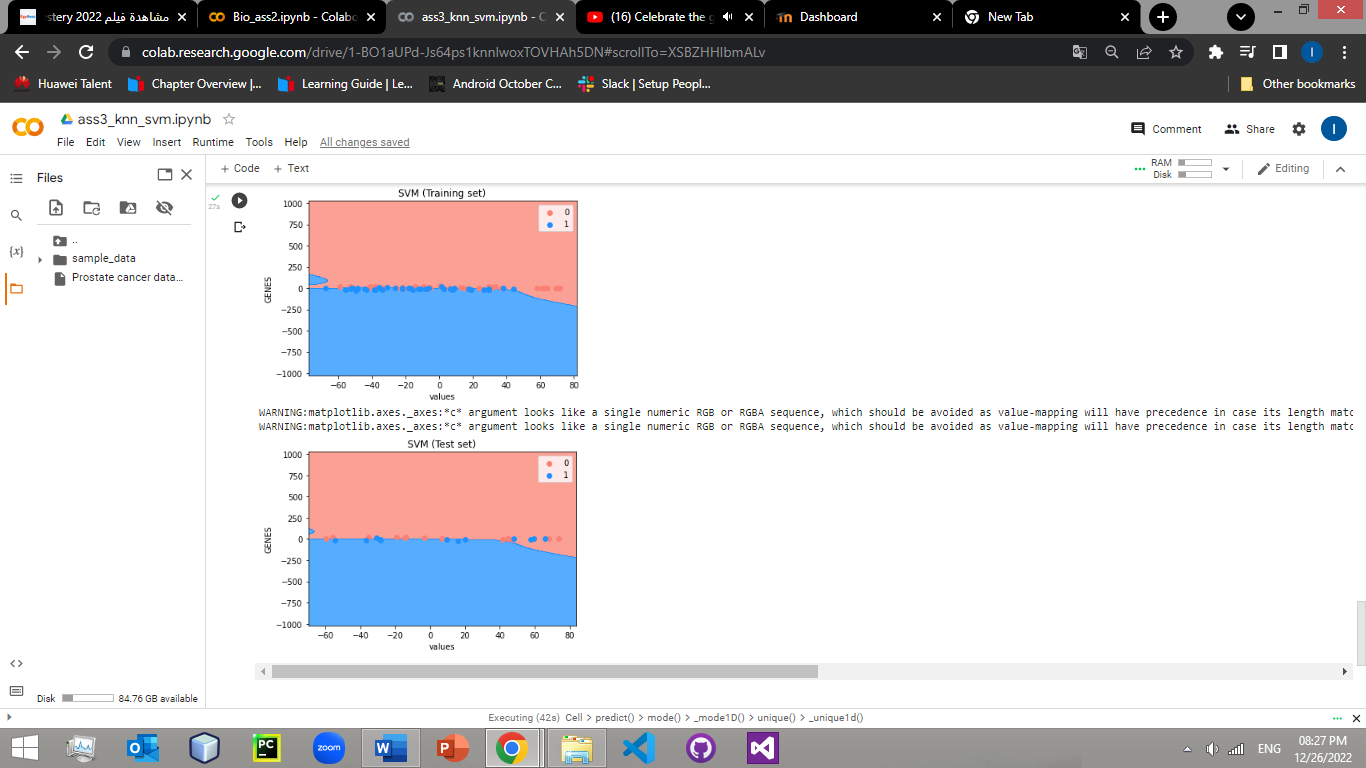 مشاهدة فيلم 2022 stery
Bio_ass2.ipynb - Colabo
ass3_knn_svm.ipynb - C
(16) Celebrate the g
Dashboard
New Tab
colab.research.google.com/drive/1-BO1aUPd-Js64ps1knnlwoxTOVHAh5DN#scrollTo=XSBZHHIbmALv
I
Huawei Talent
Chapter Overview |...
Learning Guide | Le...
Android October C...
Slack | Setup Peopl...
Other bookmarks
ass3_knn_svm.ipynb
Comment
Share
I
File Edit View Insert Runtime Tools Help All changes saved
Files
+ Code + Text
RAM
Disk
Editing
{x}
..
sample_data
Prostate cancer data...
27s
SVM (Training set)
0
1
1000
750
500
250
0
−250
−500
−750
−1000
GENES
−60 −40 −20 0 20 40 60 80
values
WARNING:matplotlib.axes._axes:*c* argument looks like a single numeric RGB or RGBA sequence, which should be avoided as value-mapping will have precedence in case its length matc
WARNING:matplotlib.axes._axes:*c* argument looks like a single numeric RGB or RGBA sequence, which should be avoided as value-mapping will have precedence in case its length matc
SVM (Test set)
0
1
1000
750
500
250
0
−250
−500
−750
−1000
GENES
−60 −40 −20 0 20 40 60 80
values
Disk 84.76 GB available
Executing (42s) Cell > predict() > mode() > _mode1D() > unique() > _unique1d()
PC
zoom
W
P
ENG
08:27 PM
12/26/2022